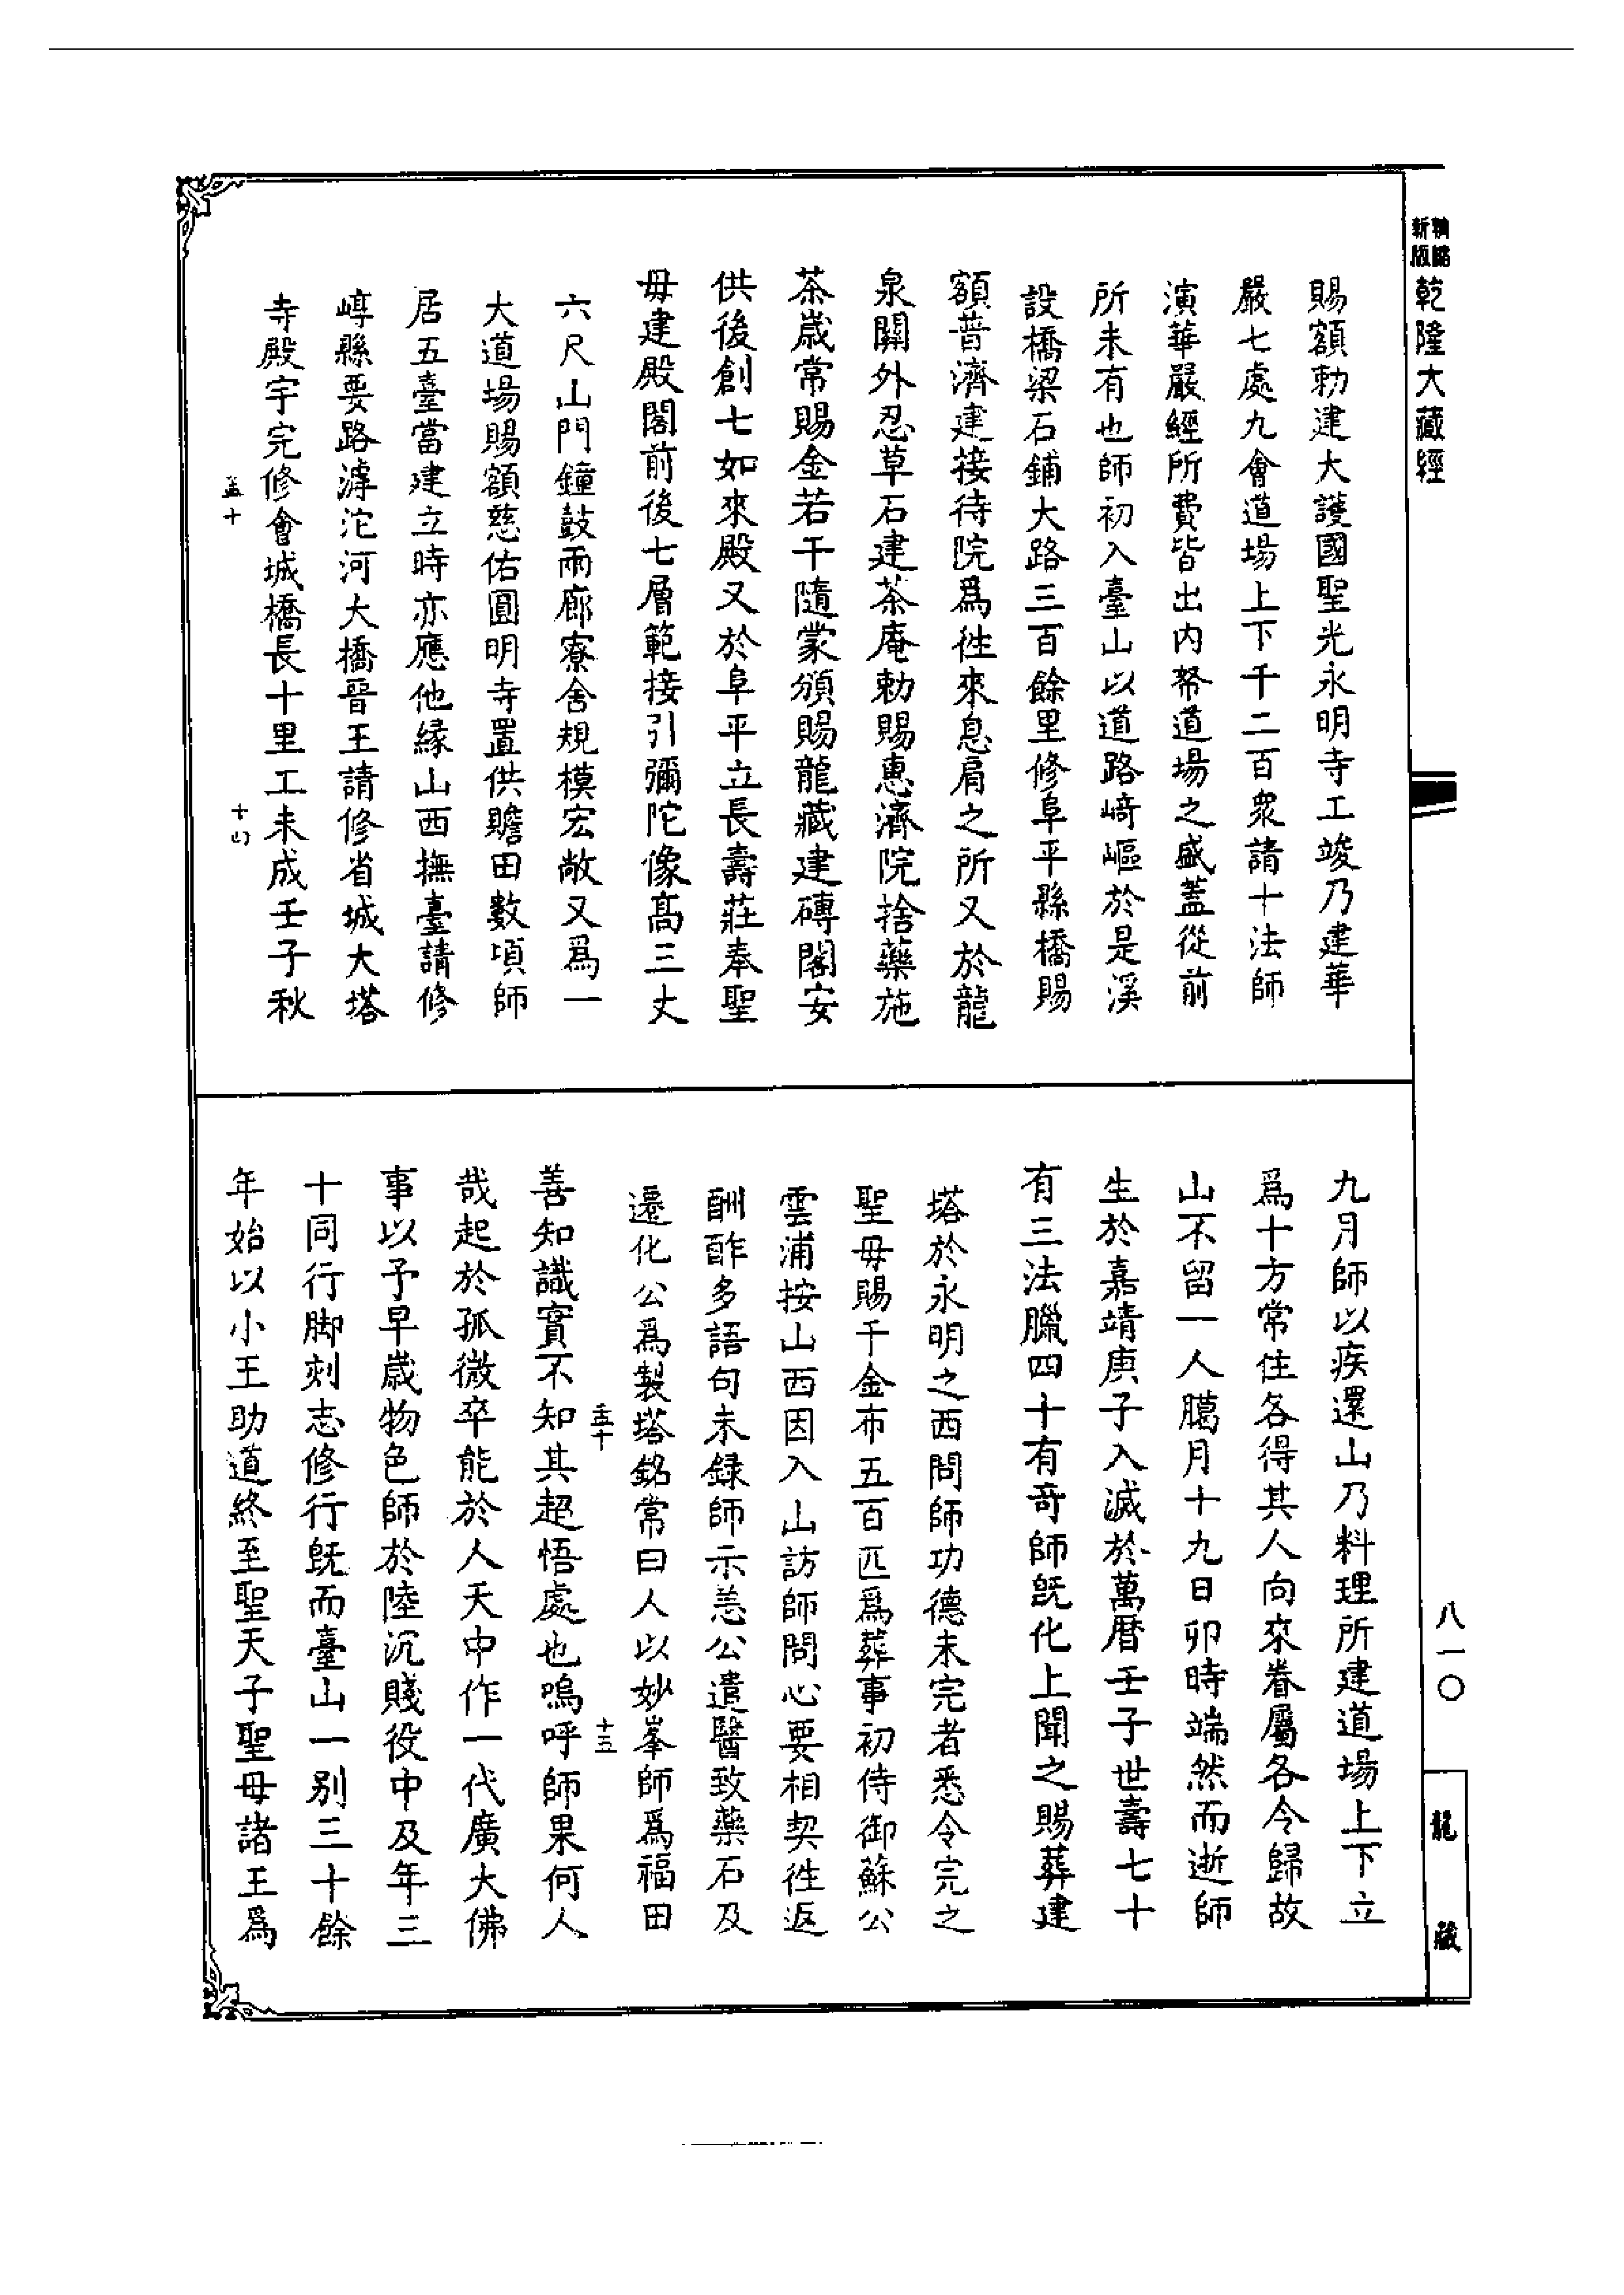 精縮
新版
乾隆大藏經
賜額勅建大護國聖光永明寺工竣乃建華
嚴七處九會道場上下千二百衆請十法師
演華嚴經所費皆出内帑道場之盛蓋從前
所未有也師初入臺山以道路﨑嶇於是溪
設橋梁石鋪大路三百餘里修阜平縣橋賜
額普濟建接待院爲徃來息肩之所又於龍
泉關外忍草石建茶庵勅賜惠濟院捨藥施
茶歲常賜金若干隨蒙頒賜龍藏建磚閣安
供後創七如來殿又於阜平立長壽莊奉聖
母建殿閣前後七層範接引彌陀像髙三丈
六尺山門鐘鼓兩廊寮舍規模宏敞又爲一
大道場賜額慈佑圓明寺置供贍田數頃師
居五臺當建立時亦應他縁山西撫臺請修
崞縣要路滹沱河大橋晉王請修省城大塔
寺殿宇完修會城橋長十里工未成壬子秋
十四
九月師以疾還山乃料理所建道場上下立
爲十方常住各得其人向來眷屬各令歸故
山不留一人臈月十九日卯時端然而逝師
生於嘉靖庚子入滅於萬曆壬子世壽七十
有三法臘四十有竒師旣化上聞之賜葬建
塔於永明之西問師功德未完者悉令完之
聖母賜千金布五百匹爲葬事初侍御蘇公
雲浦按山西因入山訪師問心要相契徃返
酬酢多語句未録師示恙公遣醫致藥石及
遷化公爲製塔銘常曰人以妙峯師爲福田
十五
善知識實不知其超悟處也嗚呼師果何人
哉起於孤微卒能於人天中作一代廣大佛
事以予早歲物色師於陸沉賤役中及年三
十同行脚刻志修行旣而臺山一别三十餘
年始以小王助道終至聖天子聖母諸王爲
八一〇
龍藏